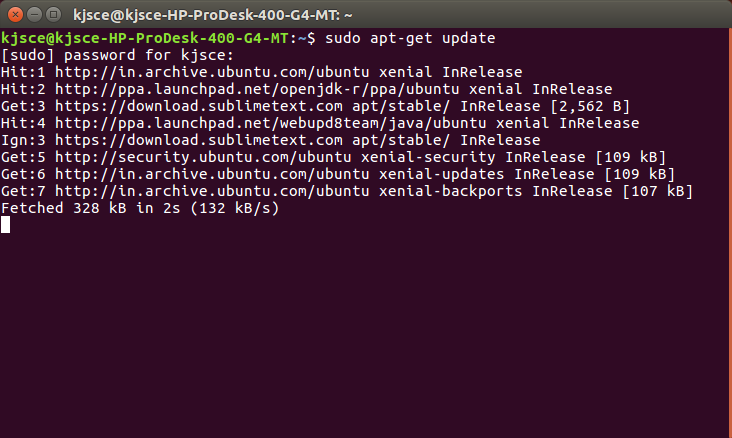 kjsce@kjsce-HP-ProDesk-400-G4-MT: ~
kjsce@kjsce-HP-ProDesk-400-G4-MT:~$ sudo apt-get update
[sudo] password for kjsce:
Hit:1 http://in.archive.ubuntu.com/ubuntu xenial InRelease
Hit:2 http://ppa.launchpad.net/openjdk-r/ppa/ubuntu xenial InRelease
Get:3 https://download.sublimetext.com apt/stable/ InRelease [2,562 B]
Hit:4 http://ppa.launchpad.net/webupd8team/java/ubuntu xenial InRelease
Ign:3 https://download.sublimetext.com apt/stable/ InRelease
Get:5 http://security.ubuntu.com/ubuntu xenial-security InRelease [109 kB]
Get:6 http://in.archive.ubuntu.com/ubuntu xenial-updates InRelease [109 kB]
Get:7 http://in.archive.ubuntu.com/ubuntu xenial-backports InRelease [107 kB]
Fetched 328 kB in 2s (132 kB/s)